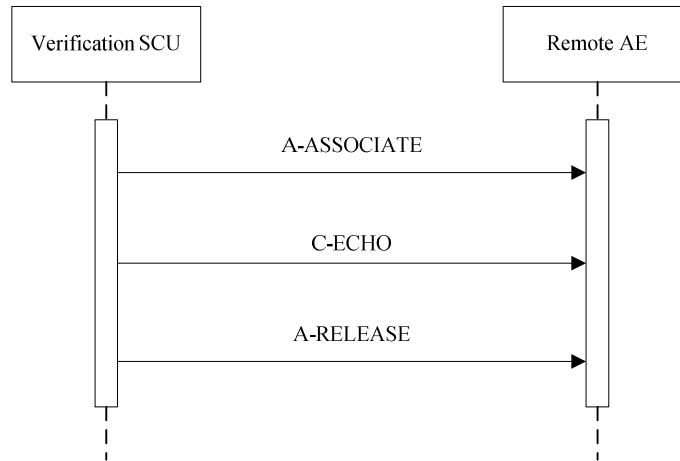 Verification SCU
Remote AE
A-ASSOCIATE
C-ECHO
A-RELEASE